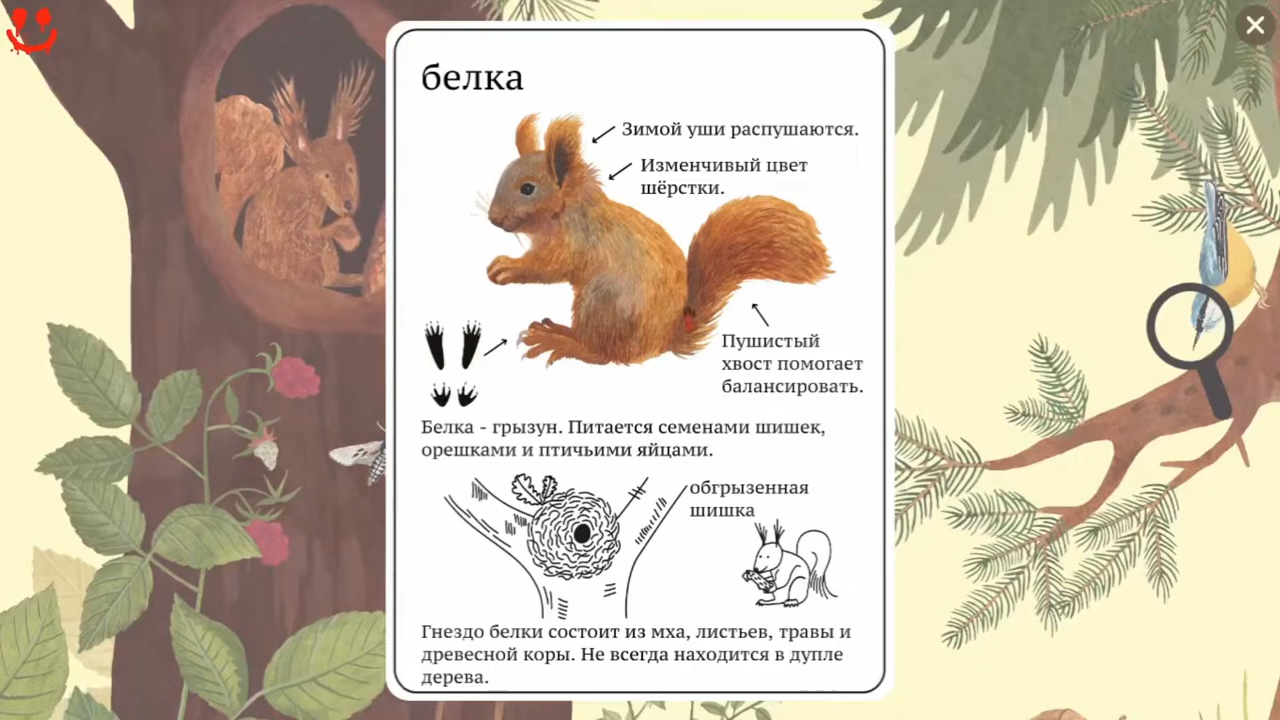 белка
Зимой уши распушаются.
Изменчивый цвет
шёрстки.
Пушистый
хвост помогает
балансировать.
Белка - грызун. Питается семенами шишек,
орешками и птичьими яйцами.
обгрызенная
шишка
Гнездо белки состоит из мха, листьев, травы и
древесной коры. Не всегда находится в дупле
дерева.